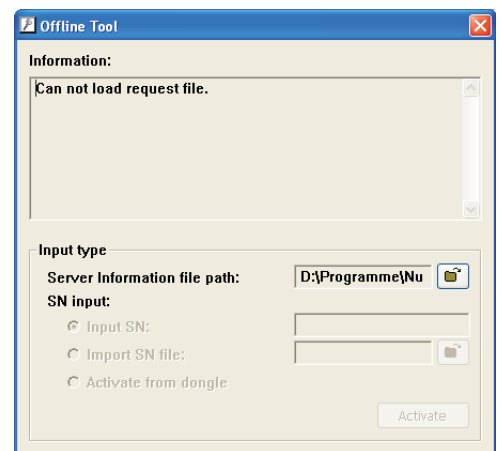 Offline Tool
Information:
Can not load request file.
Input type
Server Information file path: D:\Programme\Nu
SN input:
Input SN:
Import SN file:
Activate from dongle
Activate